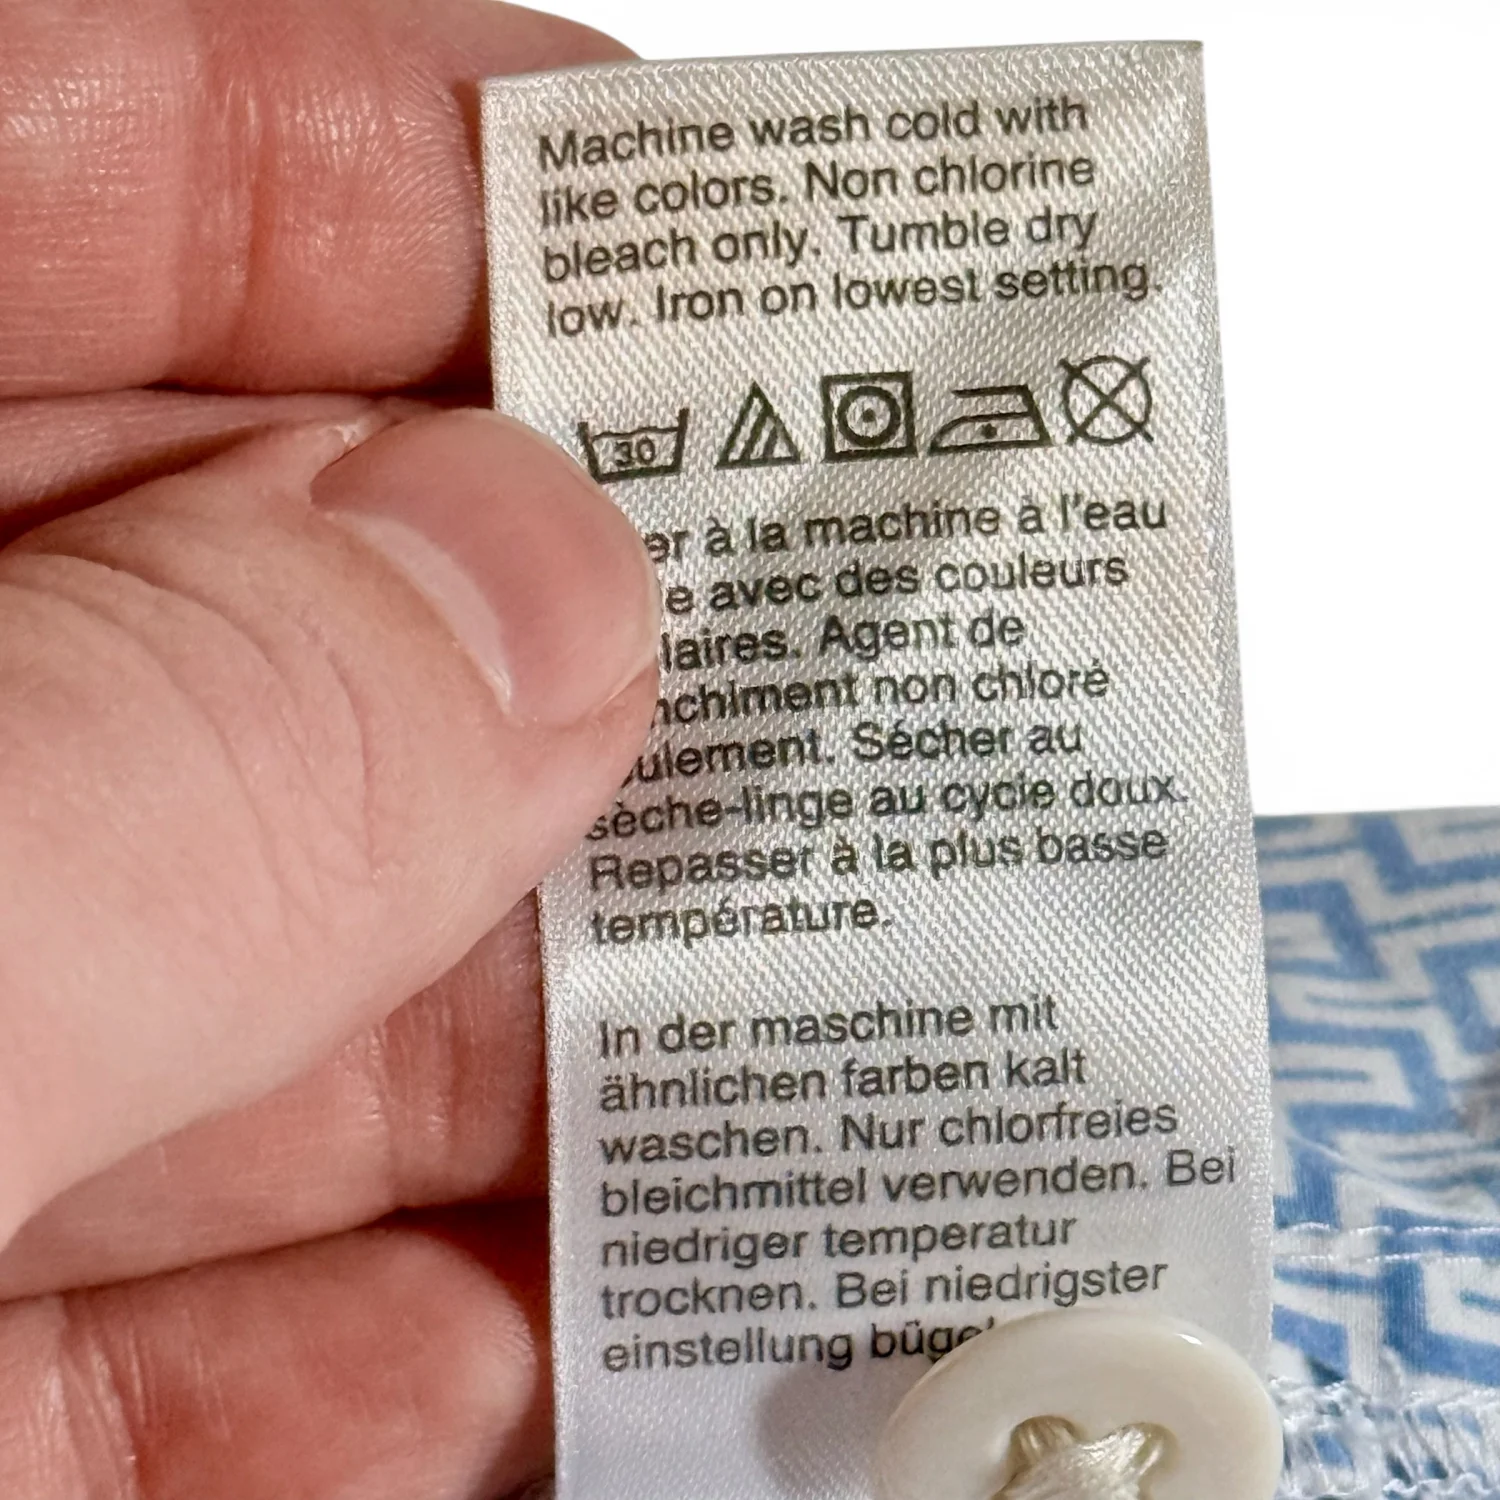 Machine wash cold with
like colors. Non chlorine
bleach only. Tumble dry
low. Iron on lowest setting.
30
à la machine à l'eau
avec des couleurs
Agent de
non chloré
Sécher au
sèche-linge au cycle doux.
Repasser à la plus basse
température.
In der maschine mit
ähnlichen farben kalt
waschen. Nur chlorfreies
bleichmittel verwenden. Bei
niedriger temperatur
trocknen. Bei niedrigster
einstellung